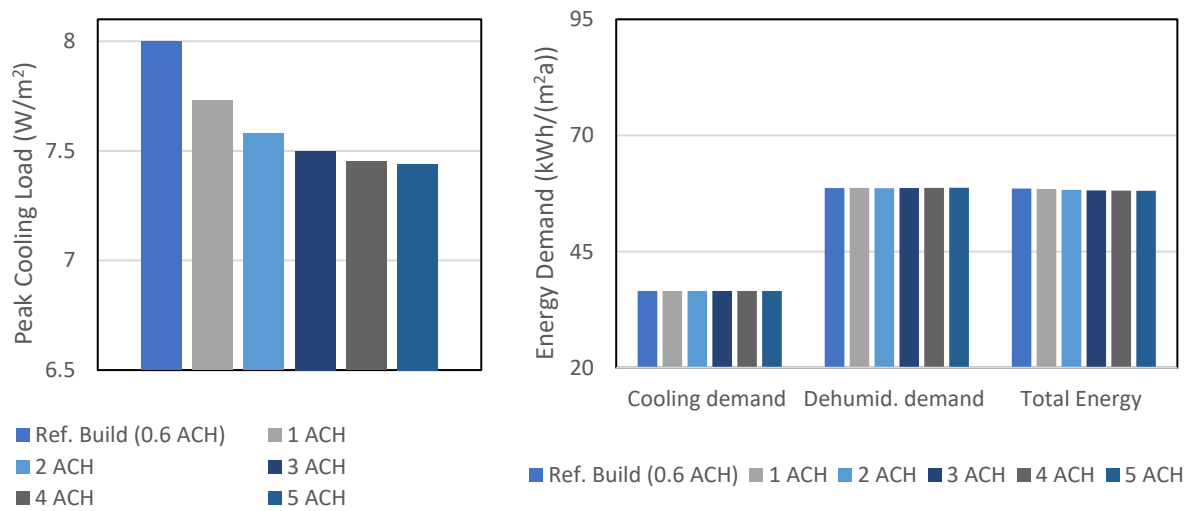 Peak Cooling Load (W/m²)
8
7.5
7
6.5
Ref. Build (0.6 ACH)
1 ACH
2 ACH
3 ACH
4 ACH
5 ACH
Energy Demand (kWh/(m²a))
95
70
45
20
Cooling demand
Dehumid. demand
Total Energy
Ref. Build (0.6 ACH)
1 ACH
2 ACH
3 ACH
4 ACH
5 ACH